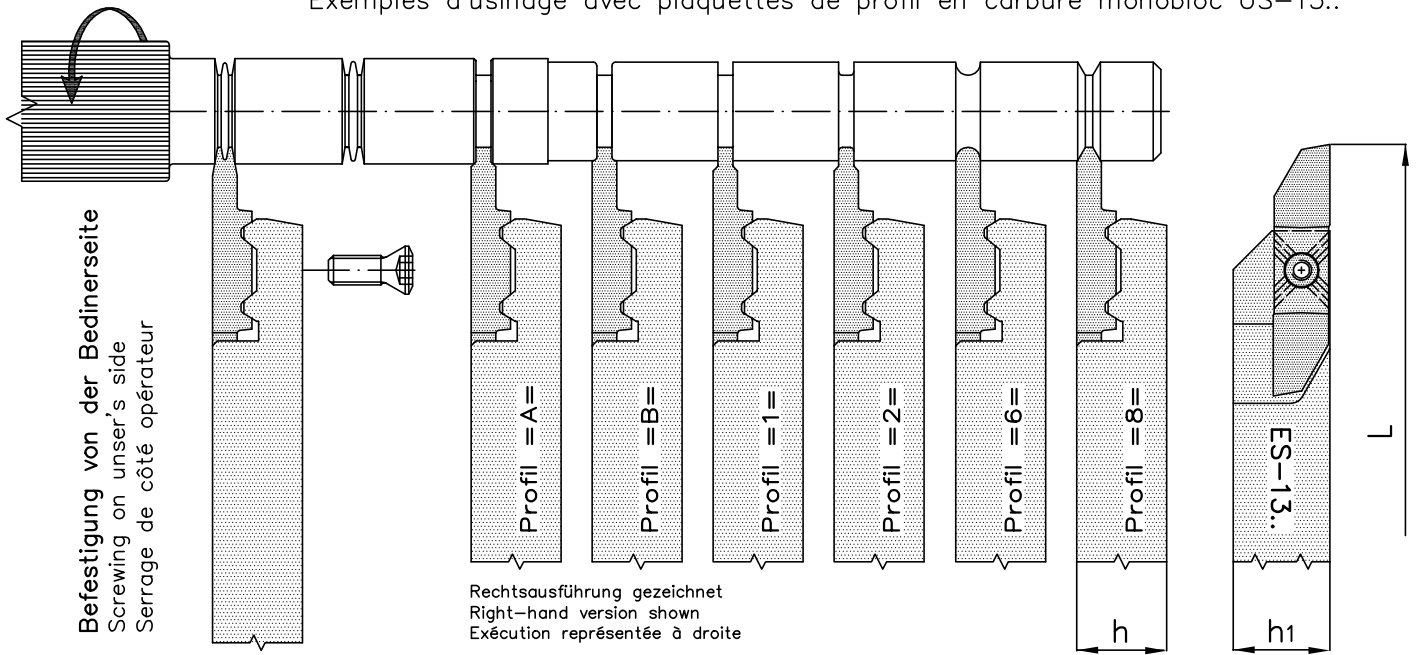 Exemples d'usinage avec plaquettes de profil en carbure monobloc US-13..
Befestigung von der Bedinerseite
Screwing on unser's side
Serrage de côté opérateur
Profil =A=
Profil =B=
Profil =1=
Profil =2=
Profil =6=
Profil =8=
ES-13..
l
Rechtsausführung gezeichnet
Right-hand version shown
Exécution représentée à droite
h
h1